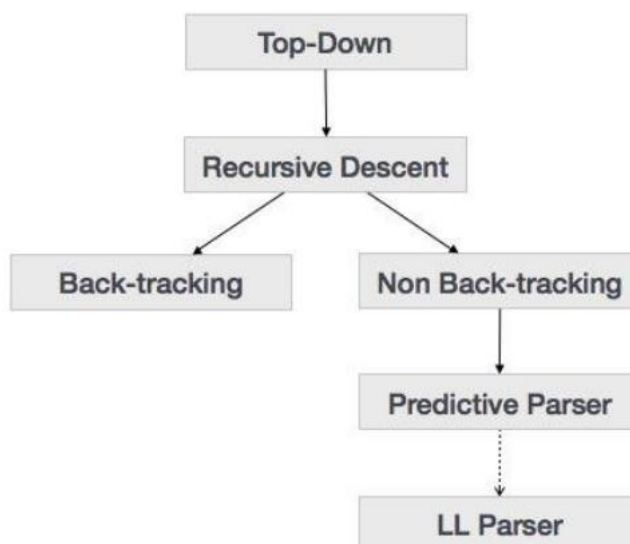 Top-Down
Recursive Descent
Back-tracking
Non Back-tracking
Predictive Parser
LL Parser